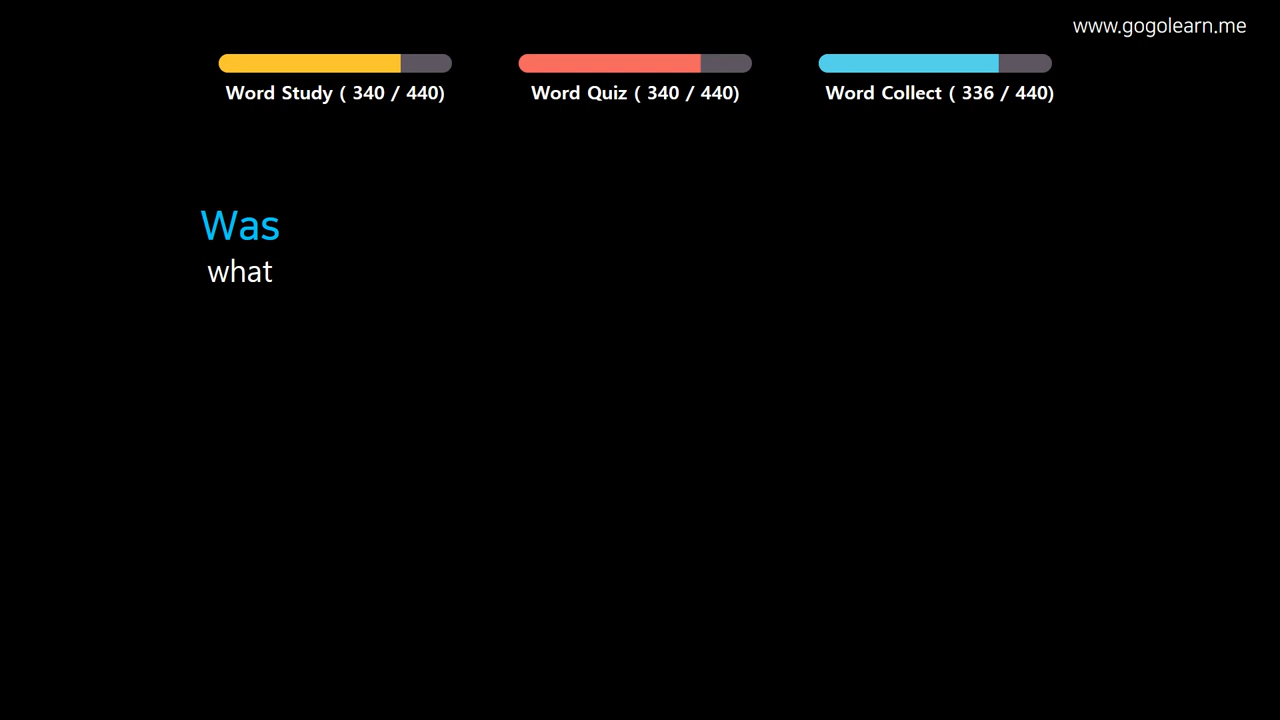 www.gogolearn.me
Word Study ( 340 / 440)
Word Quiz ( 340 / 440)
Word Collect ( 336 / 440)
Was
what